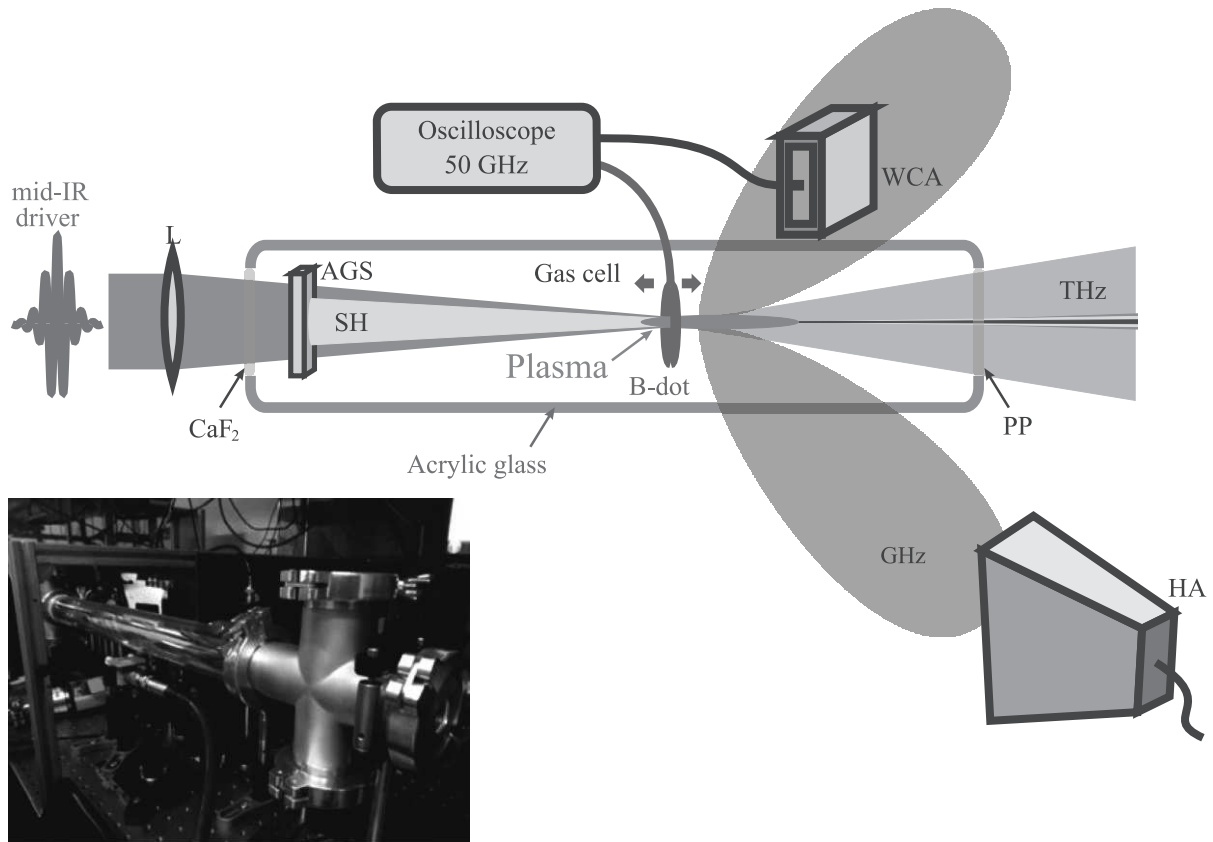 Oscilloscope
50 GHz
mid-IR
driver
L
WCA
AGS
Gas cell
THz
SH
Plasma
B-dot
CaF₂
PP
Acrylic glass
GHz
HA